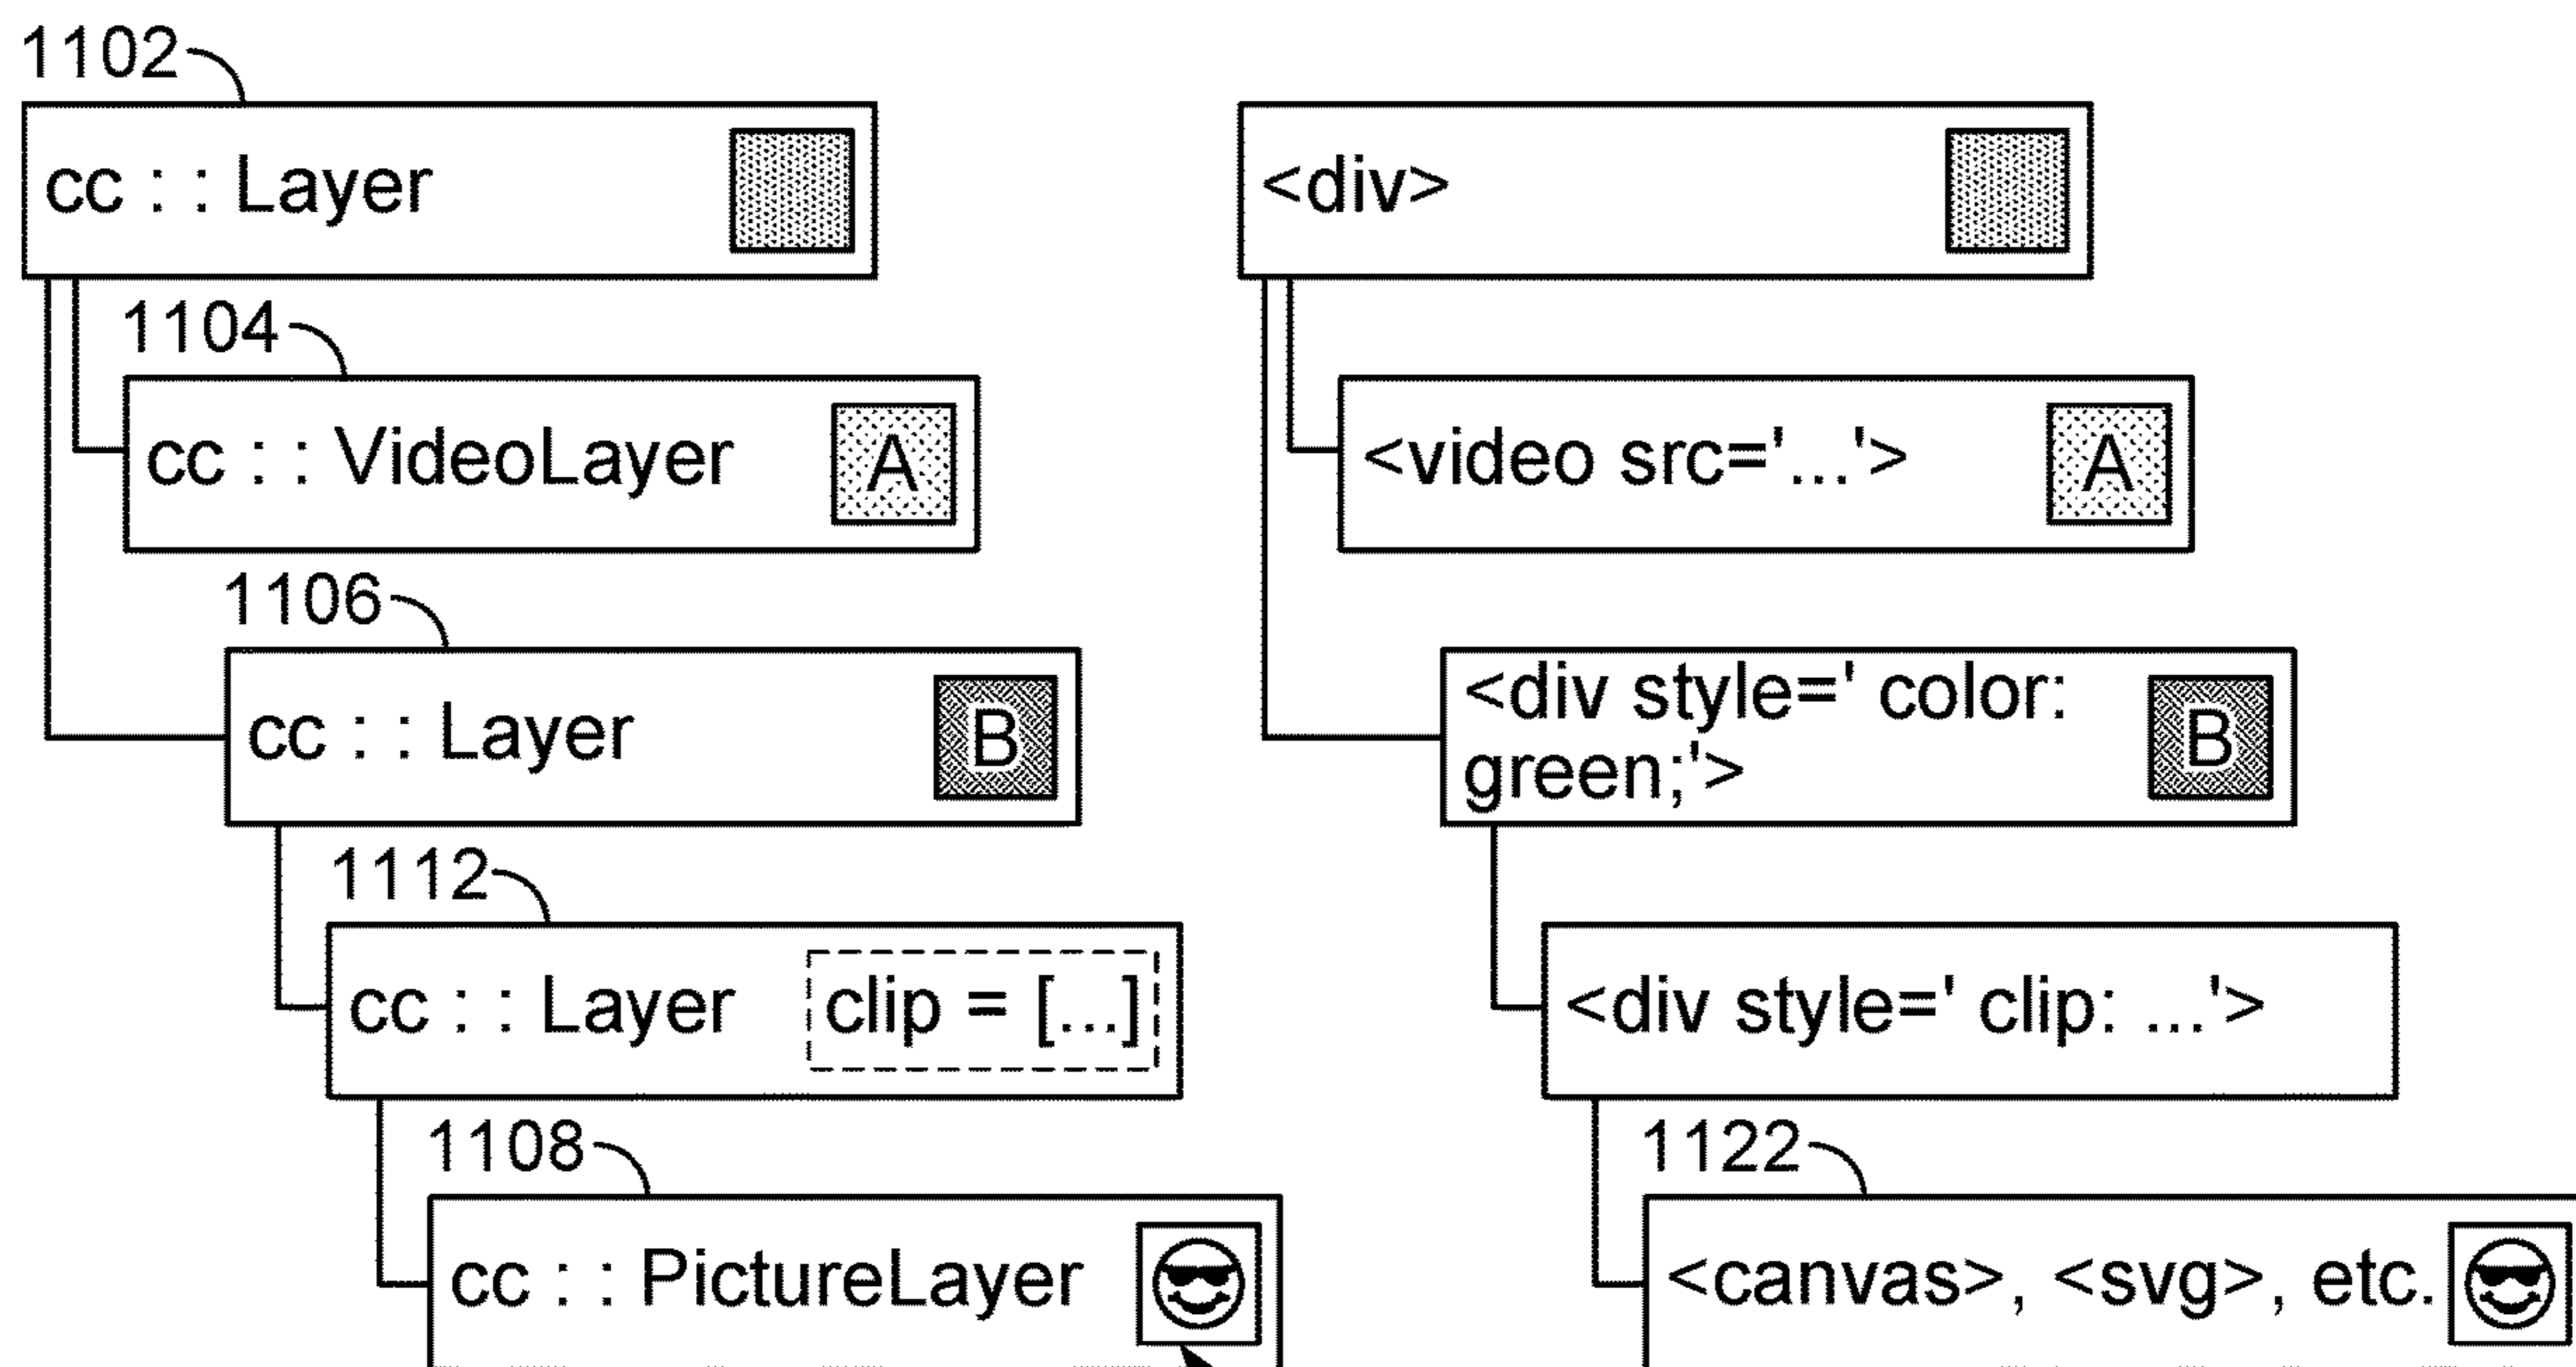 1102
cc : : Layer
<div>
1104
cc : : VideoLayer A
<video src='...'> A
1106
cc : : Layer B
<div style=' color:
green;'> B
1112
cc : : Layer clip = [...]
<div style=' clip: ...'>
1108
cc : : PictureLayer
1122
<canvas>, <svg>, etc.